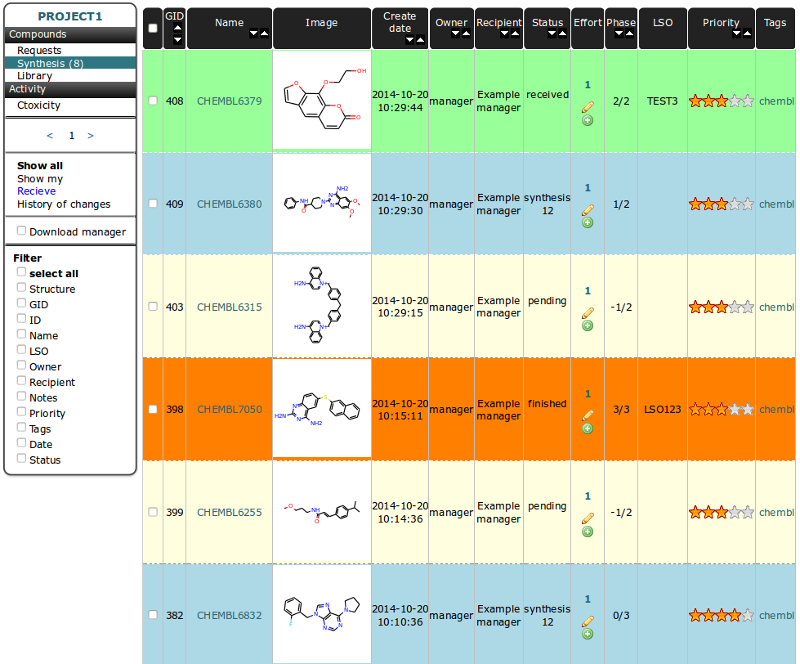 PROJECT1
Compounds
Requests
Synthesis (8)
Library
Activity
Ctoxicity
< 1 >
Show all
Show my
Recieve
History of changes
Download manager
Filter
select all
Structure
GID
ID
Name
LSO
Owner
Recipient
Notes
Priority
Tags
Date
Status
GID Name Image Create date Owner Recipient Status Effort Phase LSO Priority Tags
408 CHEMBL6379 2014-10-20 10:29:44 manager Example manager received 1 2/2 TEST3 chembl
O OH O O O
409 CHEMBL6380 2014-10-20 10:29:30 manager Example manager synthesis 12 1/2 chembl
NH2 NH O N N N N O O
403 CHEMBL6315 2014-10-20 10:29:15 manager Example manager pending 1 -1/2 chembl
H2N N+ H2N N+
398 CHEMBL7050 2014-10-20 10:15:11 manager Example manager finished 1 3/3 LSO123 chembl
S N H2N N NH2
399 CHEMBL6255 2014-10-20 10:14:36 manager Example manager pending 1 -1/2 chembl
O NH O
382 CHEMBL6832 2014-10-20 10:10:36 manager Example manager synthesis 12 1 0/3 chembl
F N N N N N